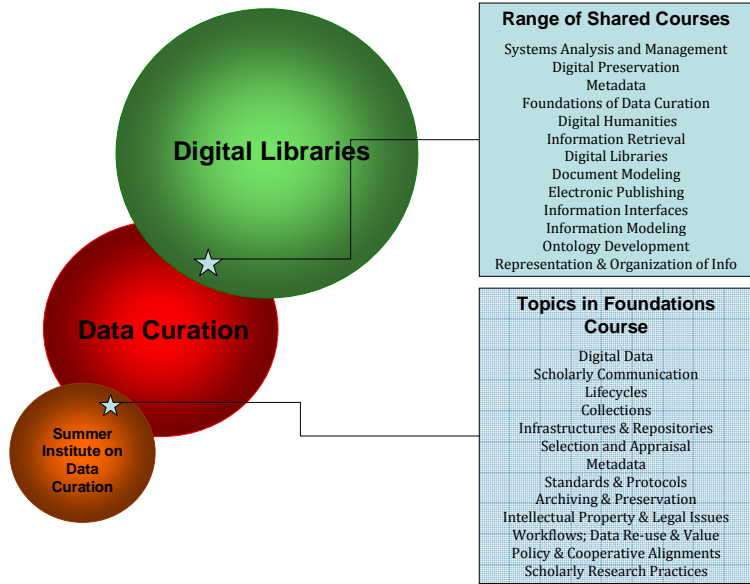 Digital Libraries
Data Curation
Summer
Institute on
Data
Curation
Range of Shared Courses
Systems Analysis and Management
Digital Preservation
Metadata
Foundations of Data Curation
Digital Humanities
Information Retrieval
Digital Libraries
Document Modeling
Electronic Publishing
Information Interfaces
Information Modeling
Ontology Development
Representation & Organization of Info
Topics in Foundations
Course
Digital Data
Scholarly Communication
Lifecycles
Collections
Infrastructures & Repositories
Selection and Appraisal
Metadata
Standards & Protocols
Archiving & Preservation
Intellectual Property & Legal Issues
Workflows; Data Re-use & Value
Policy & Cooperative Alignments
Scholarly Research Practices